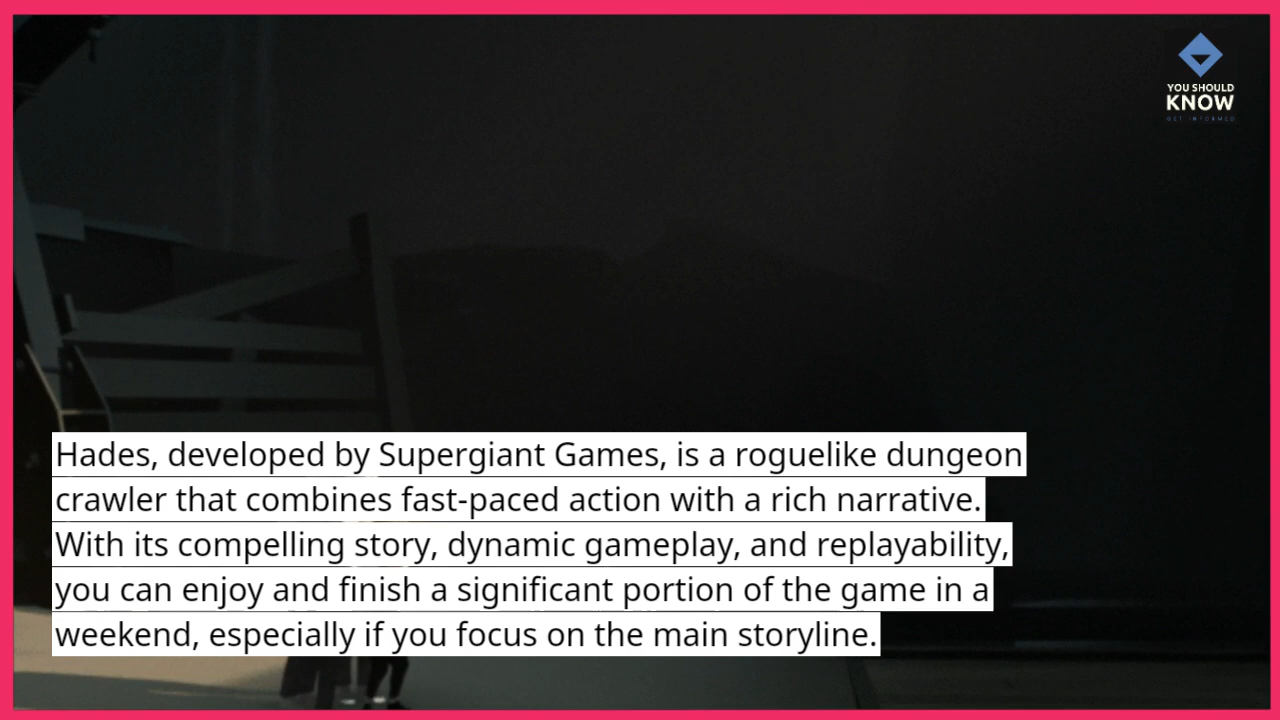 YOU SHOULD
KNOW
GET INFORMED
Hades, developed by Supergiant Games, is a roguelike dungeon
crawler that combines fast-paced action with a rich narrative.
With its compelling story, dynamic gameplay, and replayability,
you can enjoy and finish a significant portion of the game in a
weekend, especially if you focus on the main storyline.